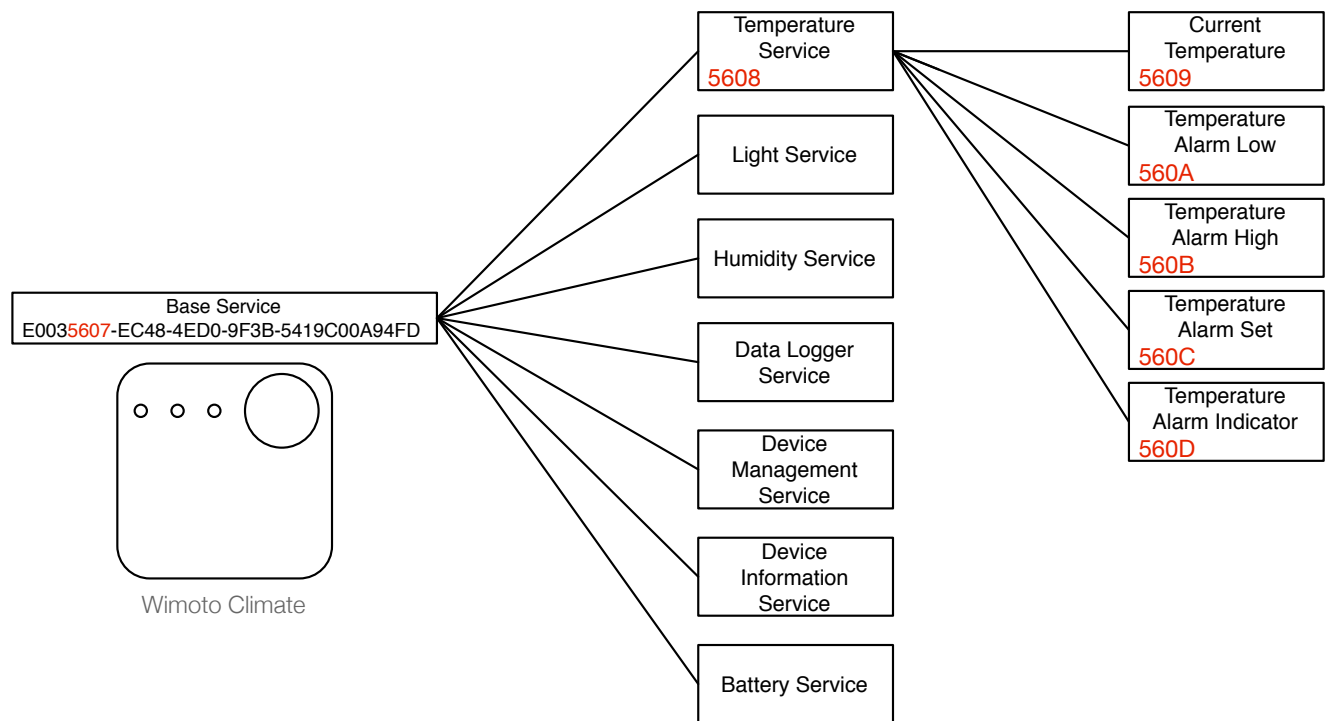 Temperature
Service
5608
Current
Temperature
5609
Temperature
Alarm Low
560A
Temperature
Alarm High
560B
Temperature
Alarm Set
560C
Temperature
Alarm Indicator
560D
Light Service
Humidity Service
Base Service
E0035607-EC48-4ED0-9F3B-5419C00A94FD
Data Logger
Service
Device
Management
Service
Device
Information
Service
Battery Service
Wimoto Climate